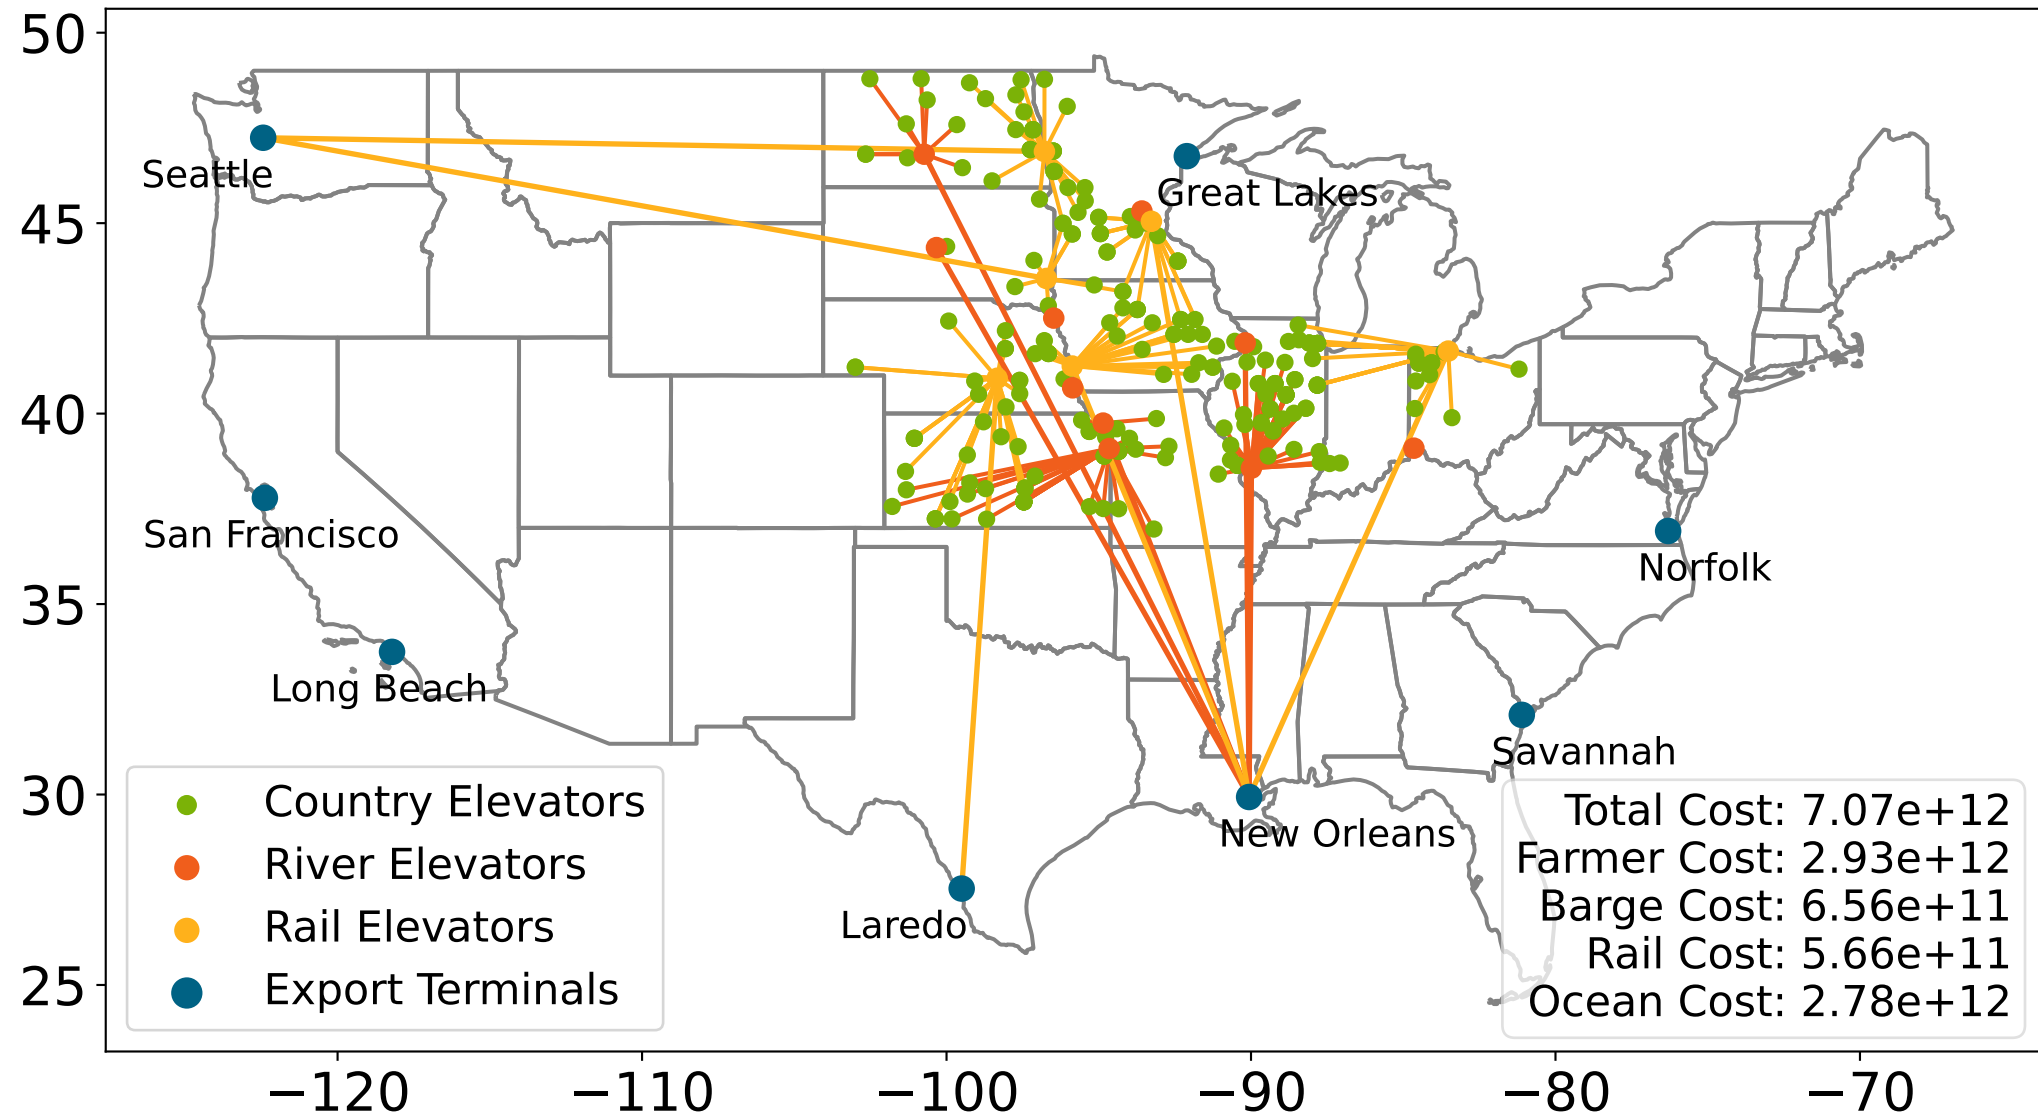 50
45
40
35
30
25
−120
−110
−100
−90
−80
−70
Seattle
Great Lakes
San Francisco
Norfolk
Long Beach
Savannah
New Orleans
Laredo
Country Elevators
River Elevators
Rail Elevators
Export Terminals
Total Cost: 7.07e+12
Farmer Cost: 2.93e+12
Barge Cost: 6.56e+11
Rail Cost: 5.66e+11
Ocean Cost: 2.78e+12